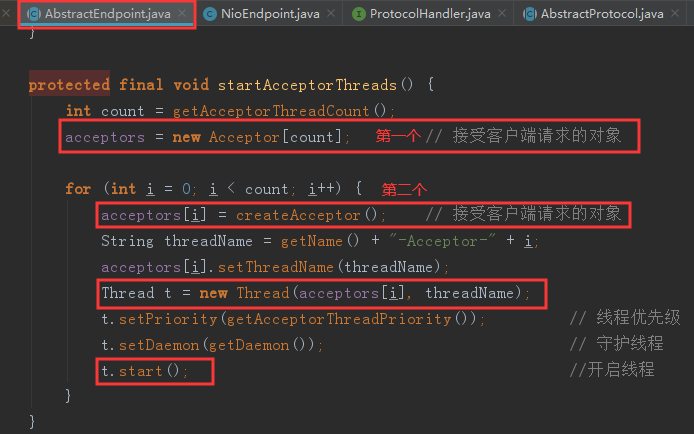 AbstractEndpoint.java × NioEndpoint.java × ProtocolHandler.java × AbstractProtocol.java ×
}
protected final void startAcceptorThreads() {
int count = getAcceptorThreadCount();
acceptors = new Acceptor[count]; 第一个 // 接受客户端请求的对象
for (int i = 0; i < count; i++) { 第二个
acceptors[i] = createAcceptor(); // 接受客户端请求的对象
String threadName = getName() + "-Acceptor-" + i;
acceptors[i].setThreadName(threadName);
Thread t = new Thread(acceptors[i], threadName);
t.setPriority(getAcceptorThreadPriority()); // 线程优先级
t.setDaemon(getDaemon()); // 守护线程
t.start(); //开启线程
}
}